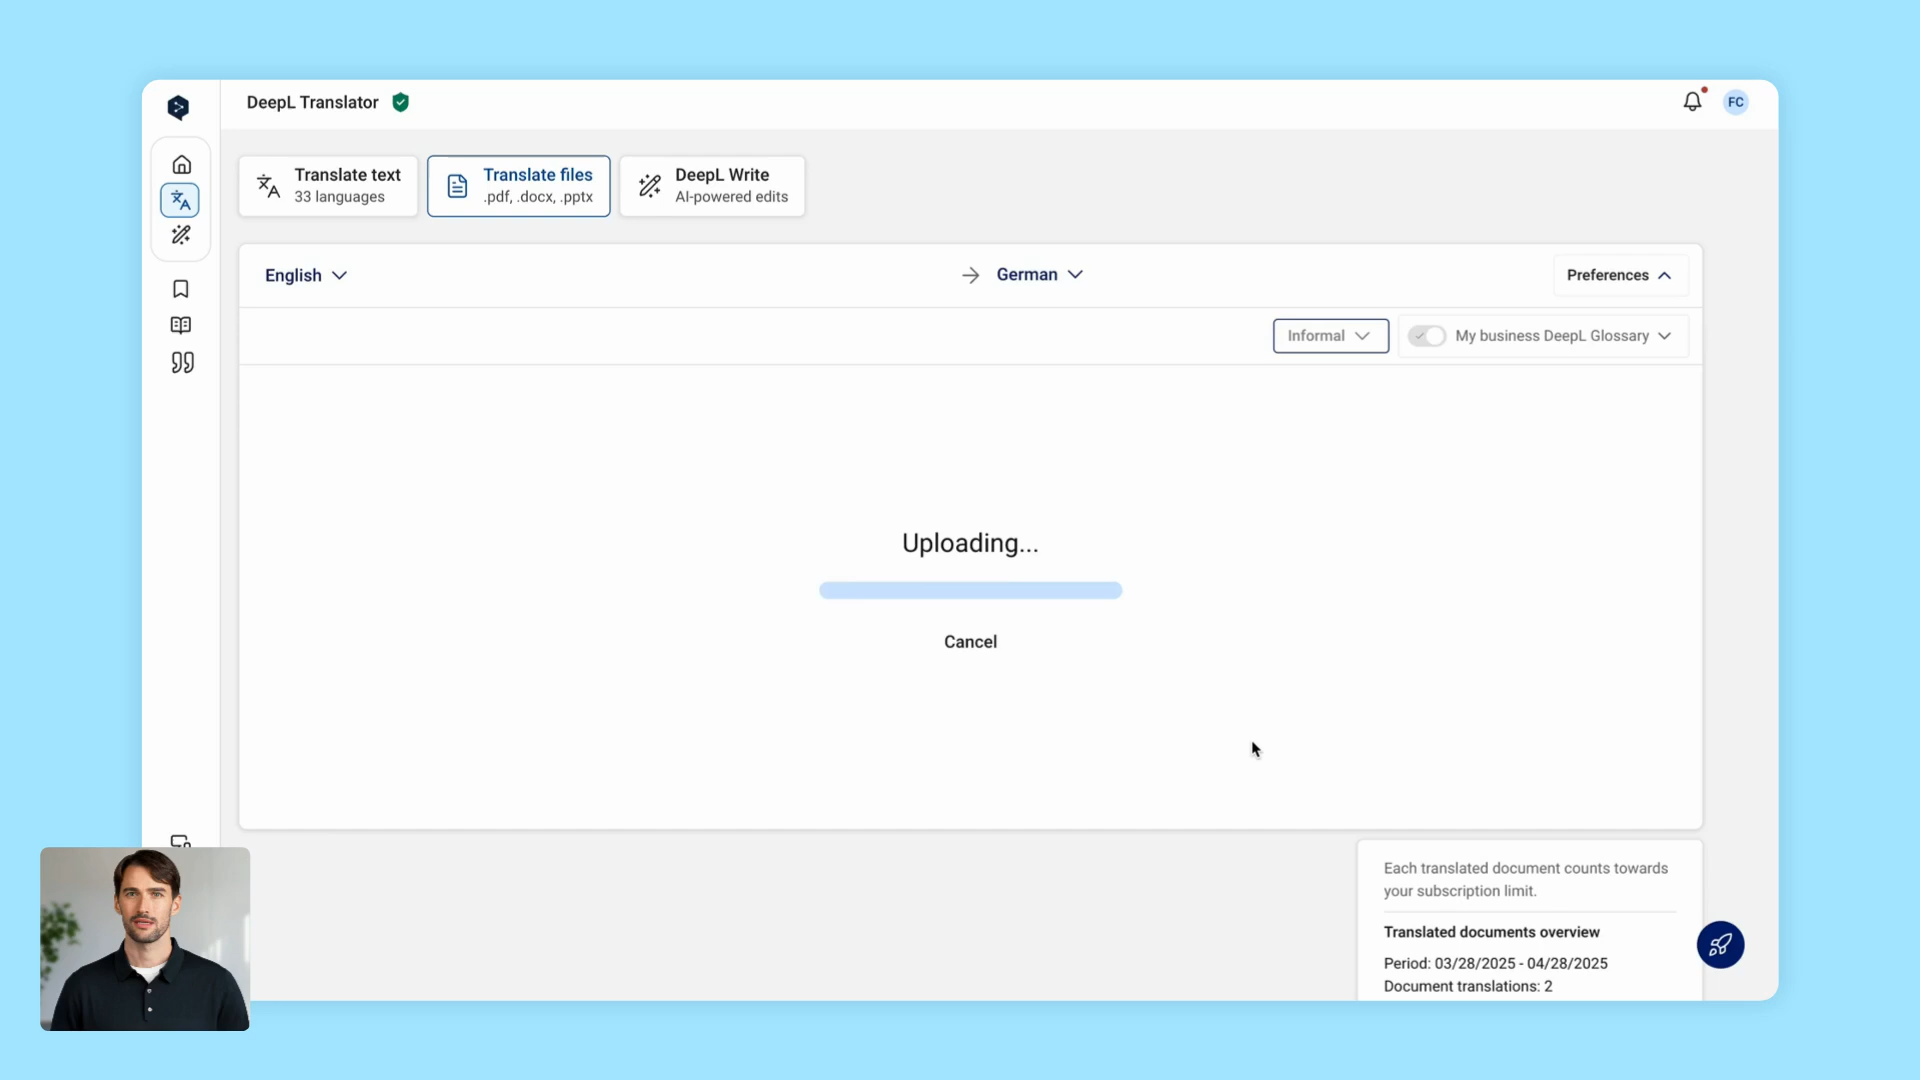 DeepL Translator
FC
Translate text
33 languages
Translate files
.pdf, .docx, .pptx
DeepL Write
AI-powered edits
English
German
Preferences
Informal
My business DeepL Glossary
Uploading...
Cancel
Each translated document counts towards
your subscription limit.
Translated documents overview
Period: 03/28/2025 - 04/28/2025
Document translations: 2